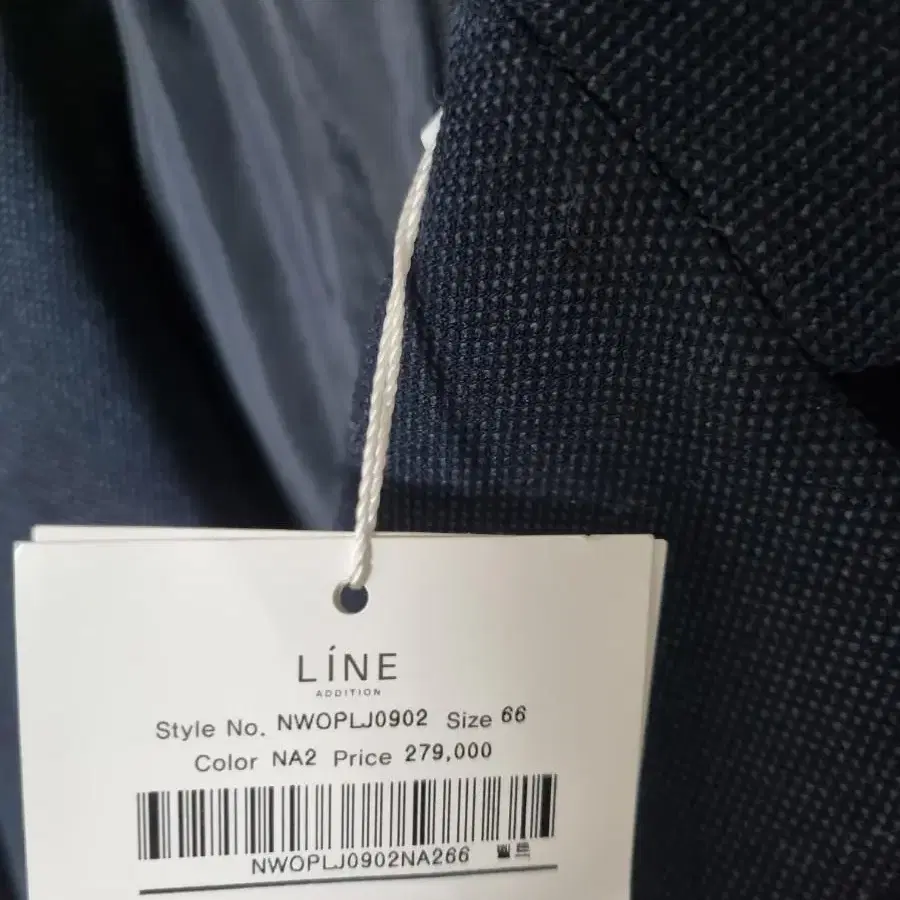 LÍNE
ADDITION
Style No. NWOPLJ0902 Size 66
Color NA2 Price 279,000
NWOPLJ0902NA266